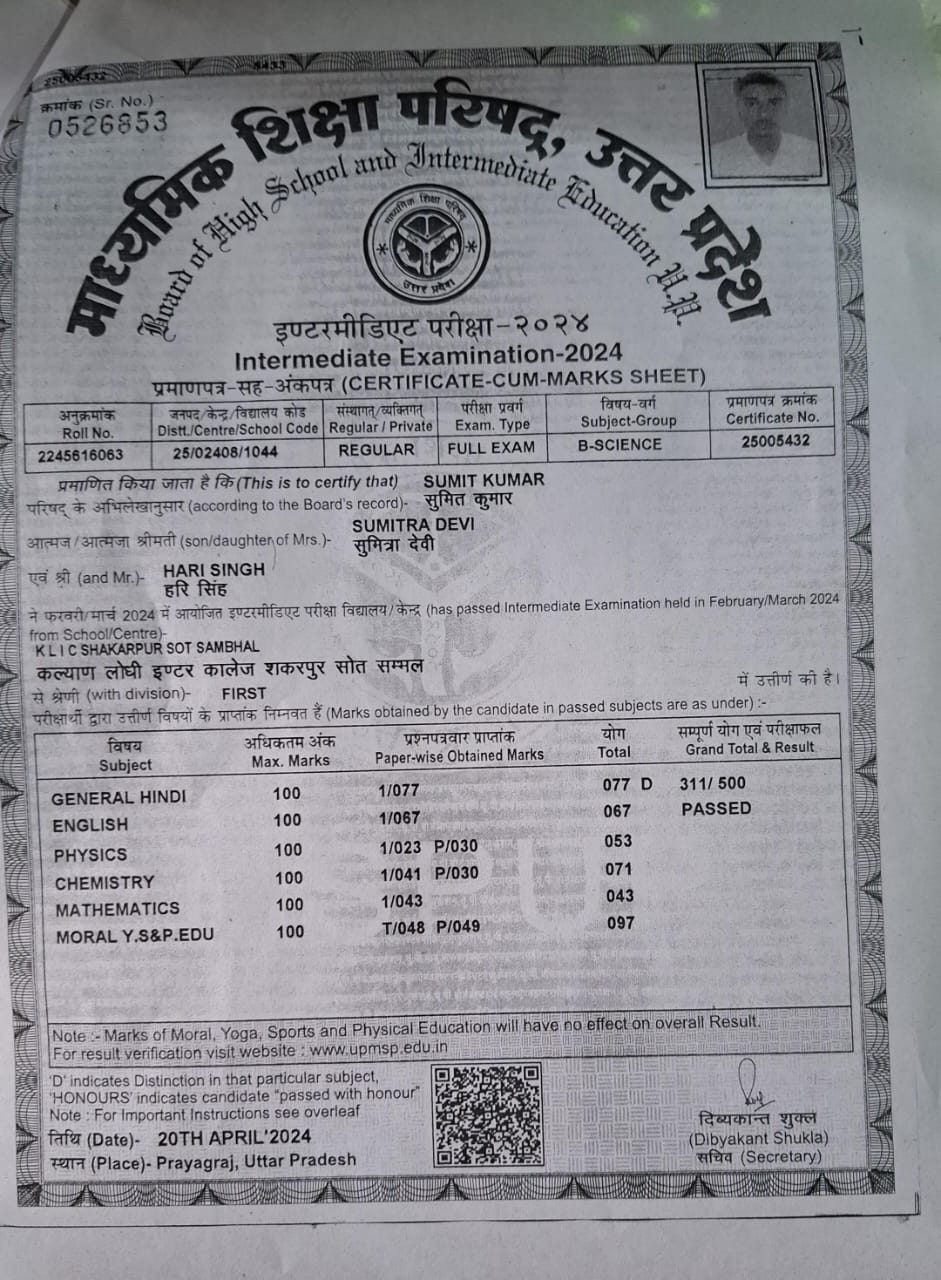 25005432
क्रमांक (Sr. No.)
0526853
माध्यमिक शिक्षा परिषद्, उत्तर प्रदेश
Board of High School and Intermediate Education U.P.
माध्यमिक शिक्षा परिषद्
उत्तर प्रदेश
इण्टरमीडिएट परीक्षा-२०२४
Intermediate Examination-2024
प्रमाणपत्र-सह-अंकपत्र (CERTIFICATE-CUM-MARKS SHEET)
अनुक्रमांक जनपद/केन्द्र/विद्यालय कोड संस्थागत/व्यक्तिगत परीक्षा प्रवर्ग विषय-वर्ग प्रमाणपत्र क्रमांक
Roll No. Distt./Centre/School Code Regular / Private Exam. Type Subject-Group Certificate No.
2245616063 25/02408/1044 REGULAR FULL EXAM B-SCIENCE 25005432
प्रमाणित किया जाता है कि (This is to certify that) SUMIT KUMAR
परिषद् के अभिलेखानुसार (according to the Board's record)- सुमित कुमार
SUMITRA DEVI
आत्मज/आत्मजा श्रीमती (son/daughter of Mrs.)- सुमित्रा देवी
एवं श्री (and Mr.)- HARI SINGH
हरि सिंह
ने फरवरी/मार्च 2024 में आयोजित इण्टरमीडिएट परीक्षा विद्यालय/केन्द्र (has passed Intermediate Examination held in February/March 2024
from School/Centre)-
K L I C SHAKARPUR SOT SAMBHAL
कल्याण लोधी इण्टर कालेज शकरपुर सोत सम्भल
से श्रेणी (with division)- FIRST में उत्तीर्ण की है।
परीक्षार्थी द्वारा उत्तीर्ण विषयों के प्राप्तांक निम्नवत हैं (Marks obtained by the candidate in passed subjects are as under) :-
विषय अधिकतम अंक प्रश्नपत्रवार प्राप्तांक योग सम्पूर्ण योग एवं परीक्षाफल
Subject Max. Marks Paper-wise Obtained Marks Total Grand Total & Result
GENERAL HINDI 100 1/077 077 D 311/ 500
ENGLISH 100 1/067 067 PASSED
PHYSICS 100 1/023 P/030 053
CHEMISTRY 100 1/041 P/030 071
MATHEMATICS 100 1/043 043
MORAL Y.S&P.EDU 100 T/048 P/049 097
Note :- Marks of Moral, Yoga, Sports and Physical Education will have no effect on overall Result.
For result verification visit website : www.upmsp.edu.in
'D' indicates Distinction in that particular subject,
'HONOURS' indicates candidate "passed with honour"
Note : For Important Instructions see overleaf
तिथि (Date)- 20TH APRIL'2024
स्थान (Place)- Prayagraj, Uttar Pradesh
दिब्यकान्त शुक्ल
(Dibyakant Shukla)
सचिव (Secretary)